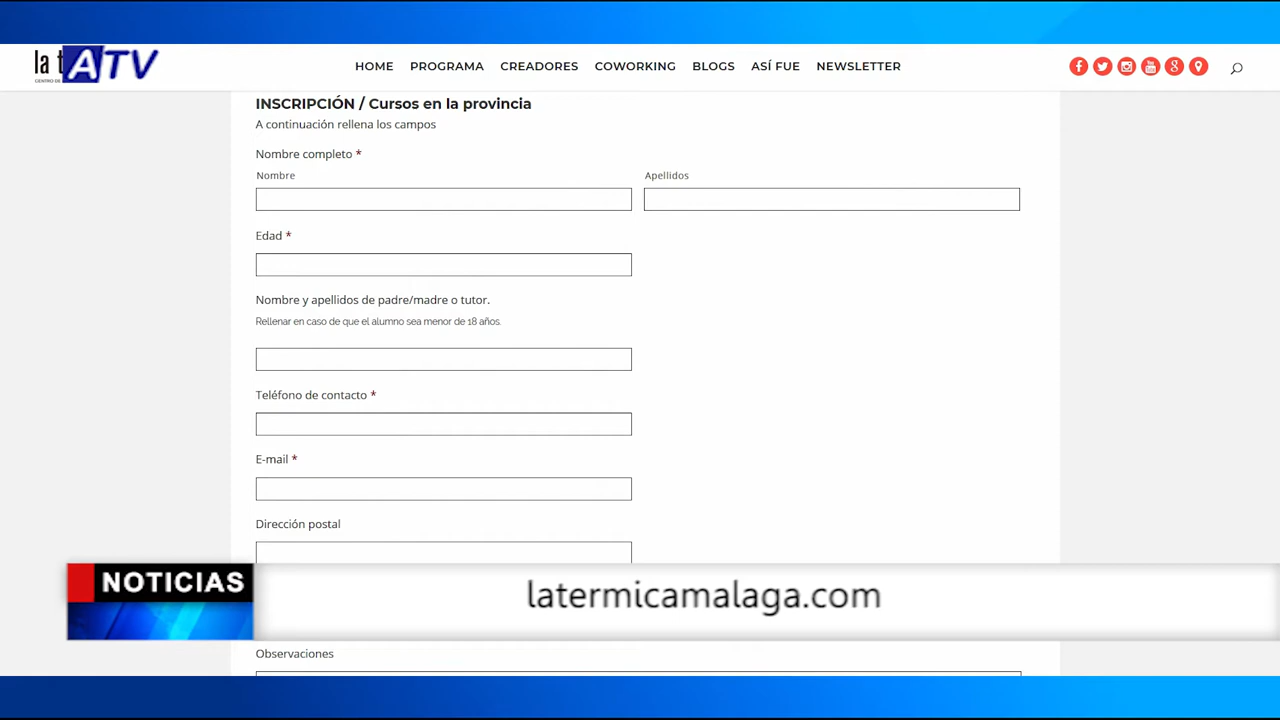 la t
ATV
CENTRO DE
HOME PROGRAMA CREADORES COWORKING BLOGS ASÍ FUE NEWSLETTER
INSCRIPCIÓN / Cursos en la provincia
A continuación rellena los campos
Nombre completo *
Nombre Apellidos
Edad *
Nombre y apellidos de padre/madre o tutor.
Rellenar en caso de que el alumno sea menor de 18 años.
Teléfono de contacto *
E-mail *
Dirección postal
NOTICIAS
latermicamalaga.com
Observaciones